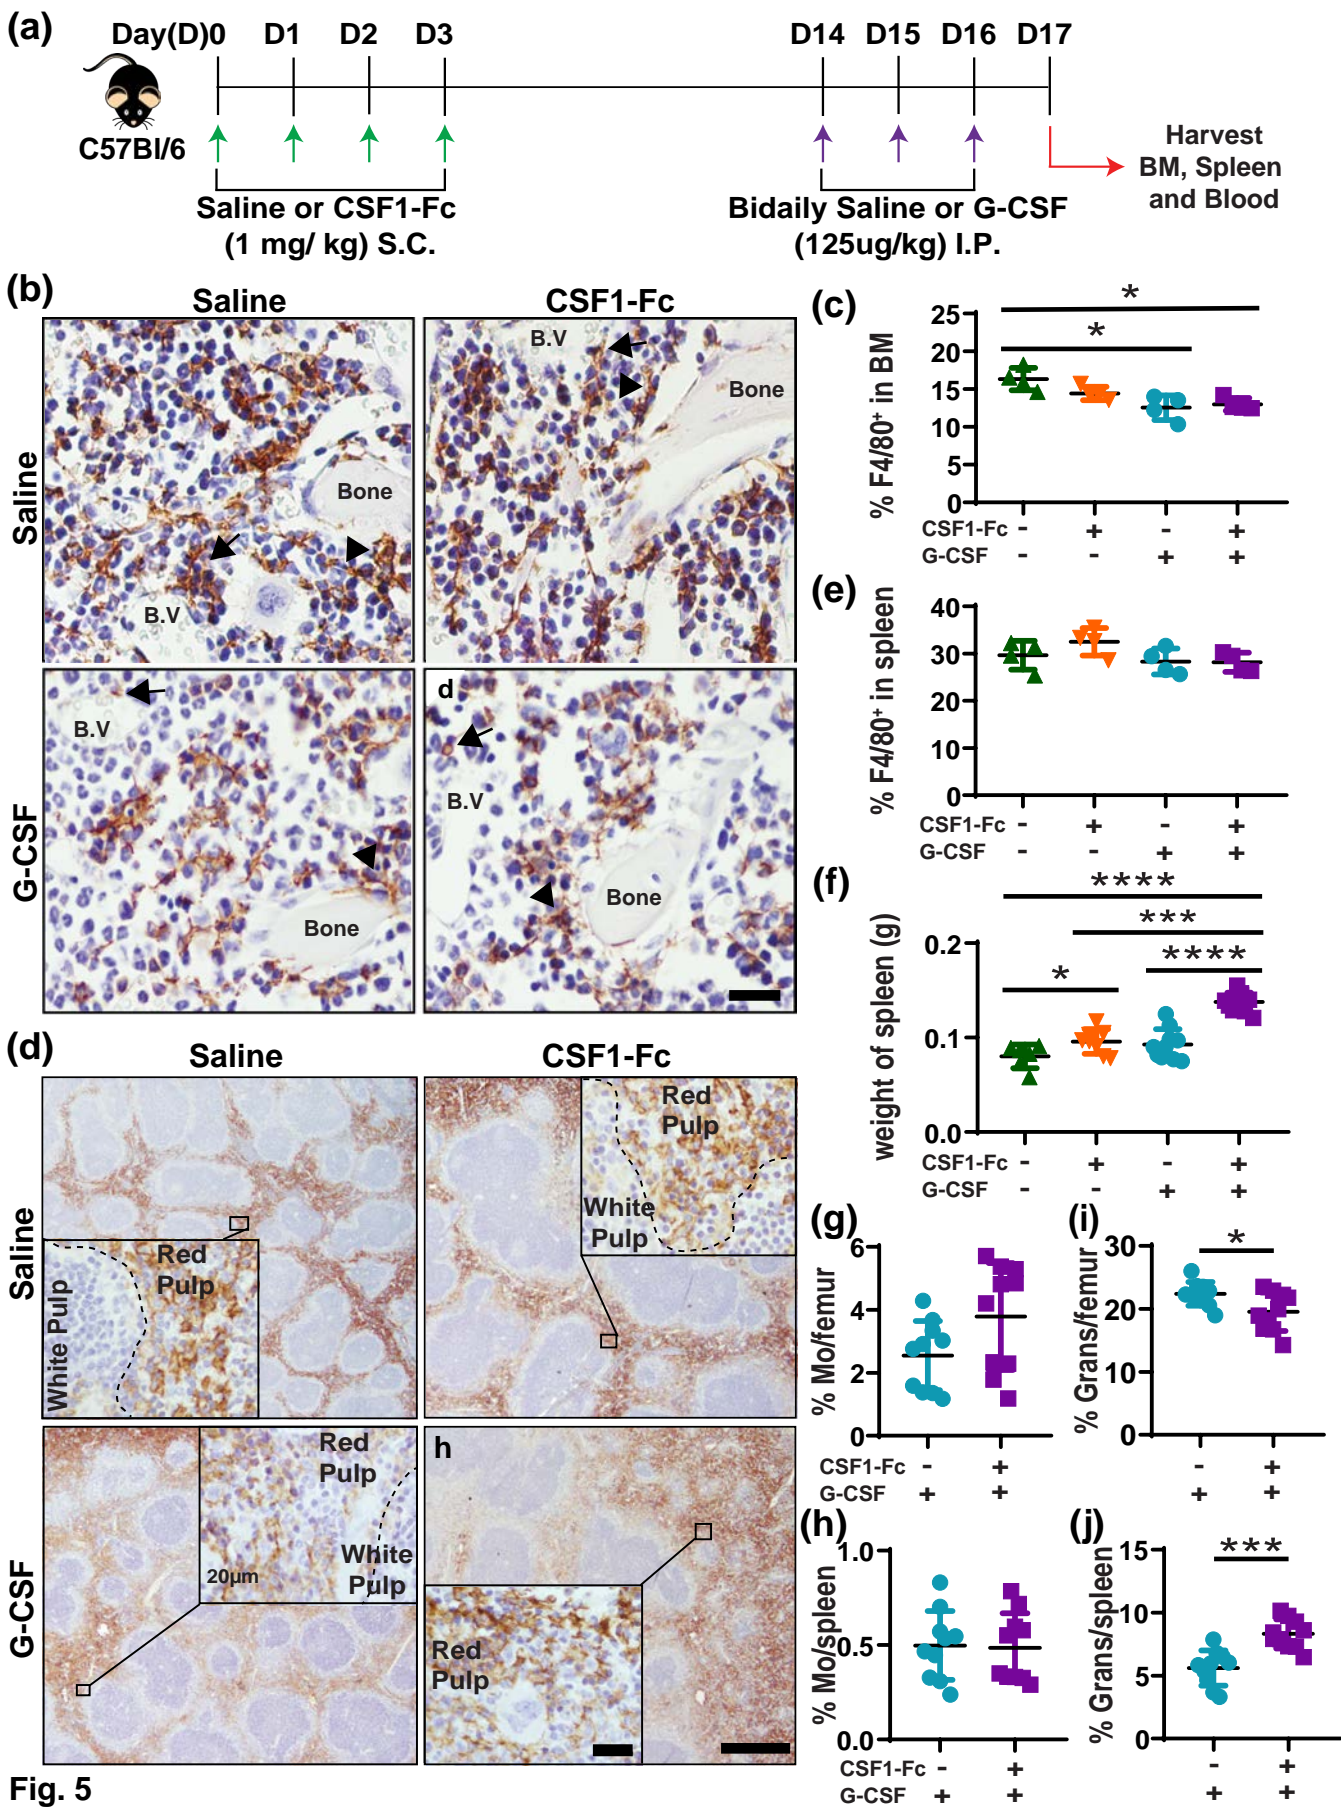 (a)
Day(D)0 D1 D2 D3 D14 D15 D16 D17
C57Bl/6
Saline or CSF1-Fc
(1 mg/ kg) S.C.
Bidaily Saline or G-CSF
(125ug/kg) I.P.
Harvest
BM, Spleen
and Blood
(b)
Saline CSF1-Fc
Saline
G-CSF
Bone
B.V
B.V
Bone
B.V
Bone
d
B.V
Bone
(c)
% F4/80⁺ in BM
25
20
15
10
5
0
*
*
CSF1-Fc - + - +
G-CSF - - + +
(e)
% F4/80⁺ in spleen
40
30
20
10
0
CSF1-Fc - + - +
G-CSF - - + +
(f)
weight of spleen (g)
0.2
0.1
0.0
****
***
****
*
CSF1-Fc - + - +
G-CSF - - + +
(d)
Saline CSF1-Fc
Saline
G-CSF
White Pulp
Red
Pulp
Red
Pulp
White
Pulp
Red
Pulp
White
Pulp
20µm
h
Red
Pulp
(g)
% Mo/femur
6
4
2
0
CSF1-Fc - +
G-CSF + +
(i)
% Grans/femur
30
20
10
0
*
- +
+ +
(h)
% Mo/spleen
1.0
0.5
0.0
CSF1-Fc - +
G-CSF + +
(j)
% Grans/spleen
15
10
5
0
***
- +
+ +
Fig. 5